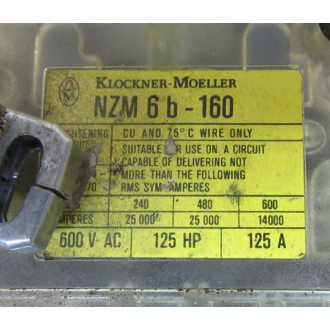 KLOCKNER-MOELLER
NZM 6 b - 160
CU AND 75°C WIRE ONLY
SUITABLE FOR USE ON A CIRCUIT
CAPABLE OF DELIVERING NOT
MORE THAN THE FOLLOWING
RMS SYM AMPERES
240 480 600
25 000 25 000 14000
600 V AC 125 HP 125 A